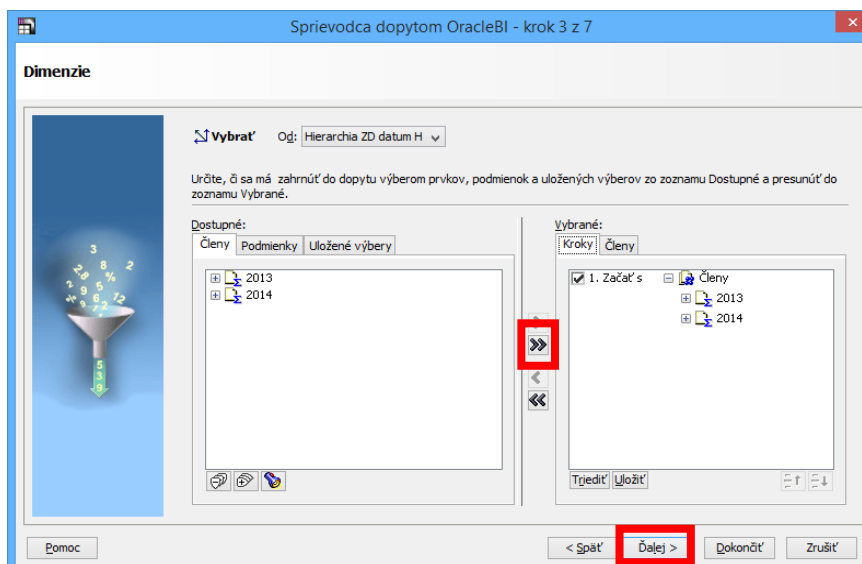 Sprievodca dopytom OracleBI - krok 3 z 7
Dimenzie
Vybrať Od: Hierarchia ZD datum H
Určite, či sa má zahrnúť do dopytu výberom prvkov, podmienok a uložených výberov zo zoznamu Dostupné a presunúť do
zoznamu Vybrané.
Dostupné:
Členy Podmienky Uložené výbery
2013
2014
Vybrané:
Kroky Členy
1. Začať s Členy
2013
2014
Triediť Uložiť
Pomoc
< Späť Ďalej > Dokončiť Zrušiť